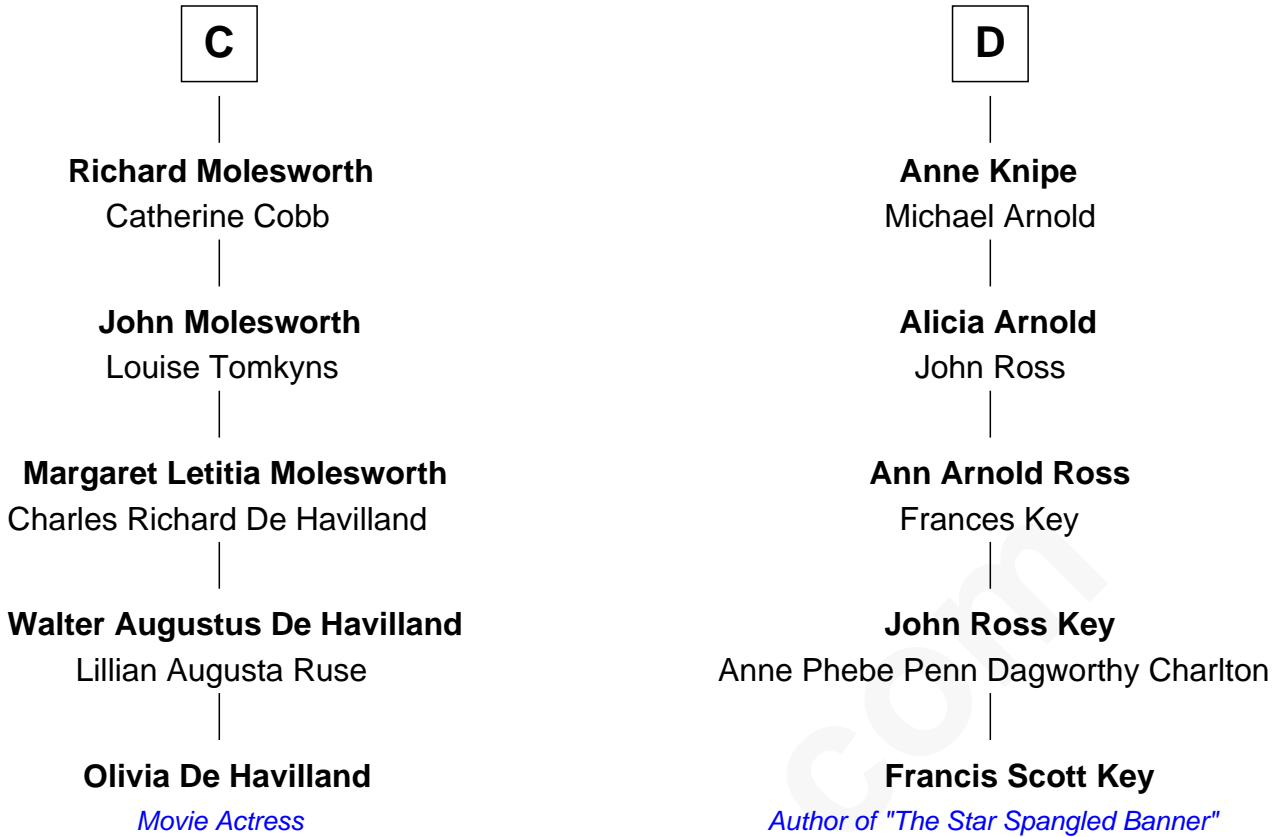 C
Richard Molesworth
Catherine Cobb
John Molesworth
Louise Tomkyns
Margaret Letitia Molesworth
Charles Richard De Havilland
Walter Augustus De Havilland
Lillian Augusta Ruse
Olivia De Havilland
Movie Actress
D
Anne Knipe
Michael Arnold
Alicia Arnold
John Ross
Ann Arnold Ross
Frances Key
John Ross Key
Anne Phebe Penn Dagworthy Charlton
Francis Scott Key
Author of "The Star Spangled Banner"
com